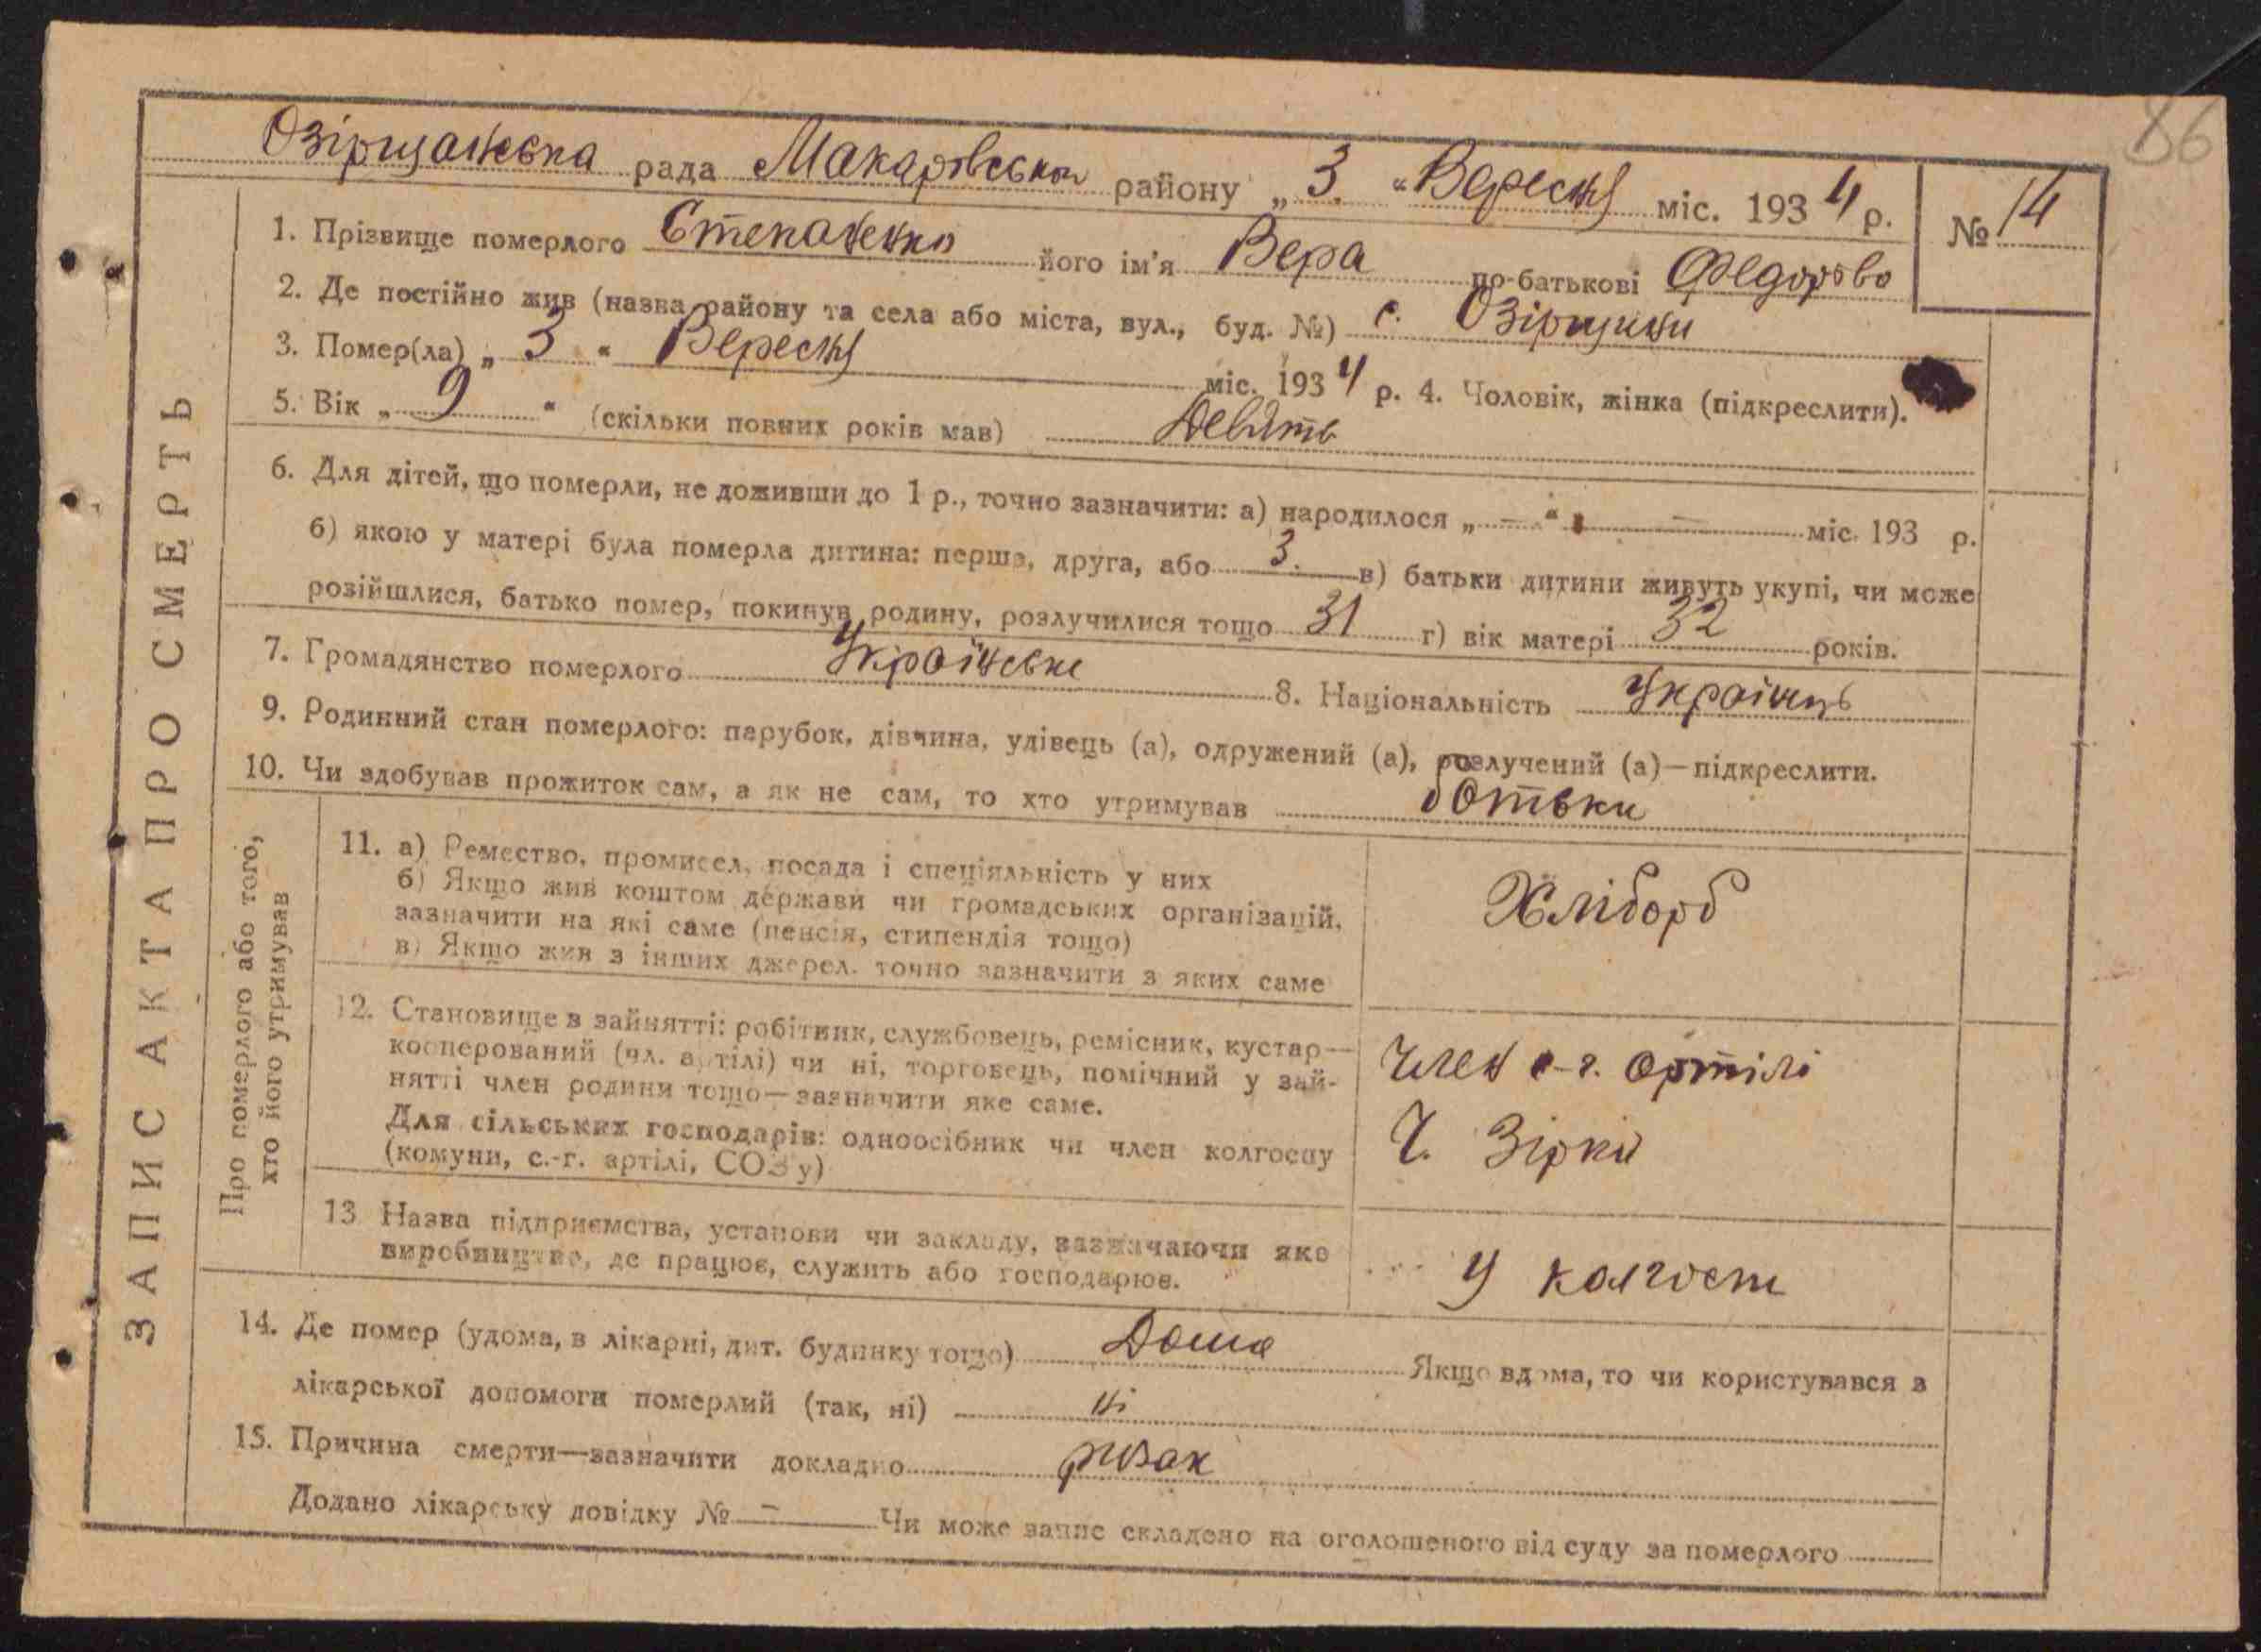 86
Озірщанська рада Макарівська району „3." Вересня міс. 1934 р. № 14
1. Прізвище померлого Степаненко його ім'я Вера по-батькові Федорово
2. Де постійно жив (назва району та села або міста, вул., буд. №) с. Озірщини
3. Помер(ла) „3" Вересня міс. 1934 р. 4. Чоловік, жінка (підкреслити).
5. Вік „9" (скільки повних років мав) Девять
6. Для дітей, що померли, не доживши до 1 р., точно зазначити: а) народилося „—" — міс. 193 р.
б) якою у матері була померла дитина: перша, друга, або 3. в) батьки дитини живуть укупі, чи може
розійшлися, батько помер, покинув родину, розлучилися тощо 31 г) вік матері 32 років.
7. Громадянство померлого Українське 8. Національність Украінць
9. Родинний стан померлого: парубок, дівчина, удівець (а), одружений (а), розлучений (а)—підкреслити.
10. Чи здобував прожиток сам, а як не сам, то хто утримував батьки
11. а) Ремество, промисел, посада і спеціяльність у них
б) Якщо жив коштом держави чи громадських організацій,
зазначити на які саме (пенсія, стипендія тощо)
в) Якщо жив з інших джерел, точно зазначити з яких саме
Хлібороб
12. Становище в зайнятті: робітник, службовець, ремісник, кустар—
кооперований (чл. артілі) чи ні, торговець, помічний у зай-
нятті член родини тощо—зазначити яке саме.
Для сільських господарів: одноосібник чи член колгоспу
(комуни, с.-г. артілі, СОЗ у)
Член с-г. артілі
Ч. Зірка
13 Назва підприємства, установи чи закладу, зазначаючи яке
виробництво, де працює, служить або господарює.
У колгосп
14. Де помер (удома, в лікарні, дит. будинку тощо) Дома Якщо вдома, то чи користувався з
лікарської допомоги померлий (так, ні) ні
15. Причина смерти—зазначити докладно
Додано лікарську довідку № — Чи може запис складено на оголошеного від суду за померлого
ЗАПИС АКТА ПРО СМЕРТЬ
Про померлого або того,
хто його утримував